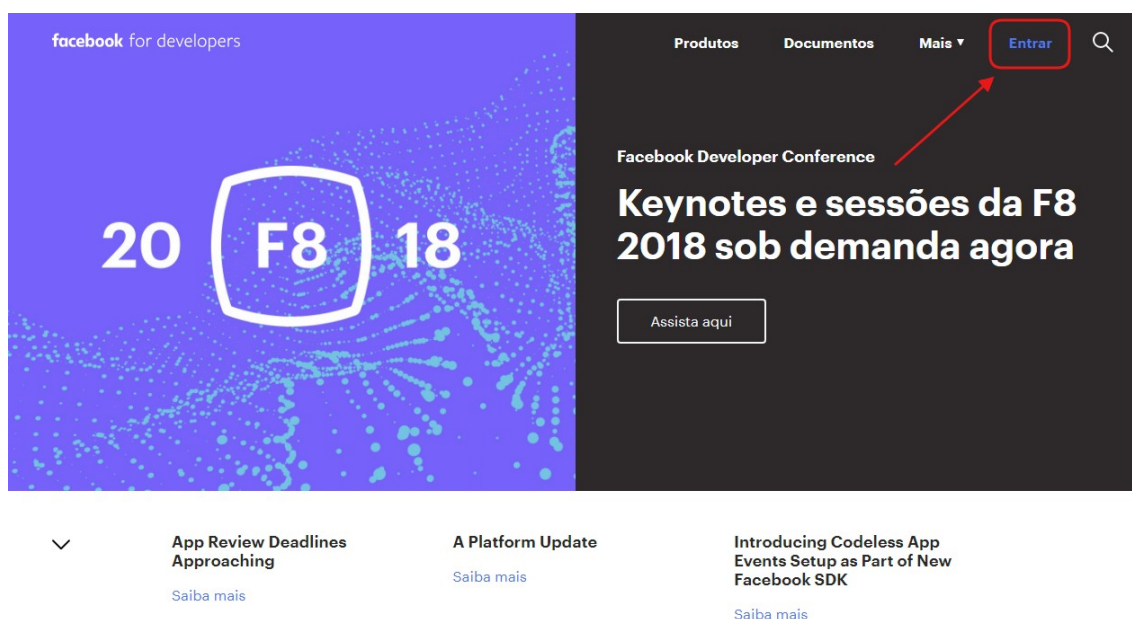 facebook for developers
Produtos Documentos Mais ▼ Entrar
20 F8 18
Facebook Developer Conference
Keynotes e sessões da F8
2018 sob demanda agora
Assista aqui
App Review Deadlines
Approaching
Saiba mais
A Platform Update
Saiba mais
Introducing Codeless App
Events Setup as Part of New
Facebook SDK
Saiba mais